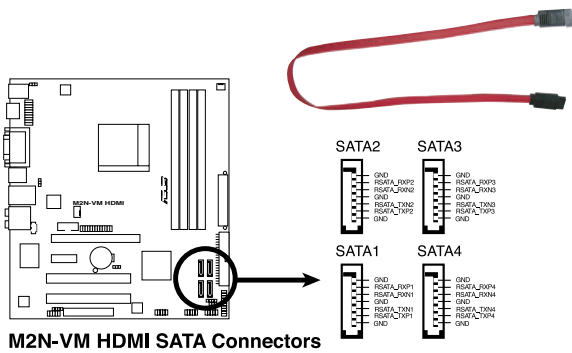 SATA2
GND
RSATA_RXP2
RSATA_RXN2
GND
RSATA_TXN2
RSATA_TXP2
GND
SATA3
GND
RSATA_RXP3
RSATA_RXN3
GND
RSATA_TXN3
RSATA_TXP3
GND
M2N-VM HDMI
SATA1
GND
RSATA_RXP1
RSATA_RXN1
GND
RSATA_TXN1
RSATA_TXP1
GND
SATA4
GND
RSATA_RXP4
RSATA_RXN4
GND
RSATA_TXN4
RSATA_TXP4
GND
M2N-VM HDMI SATA Connectors